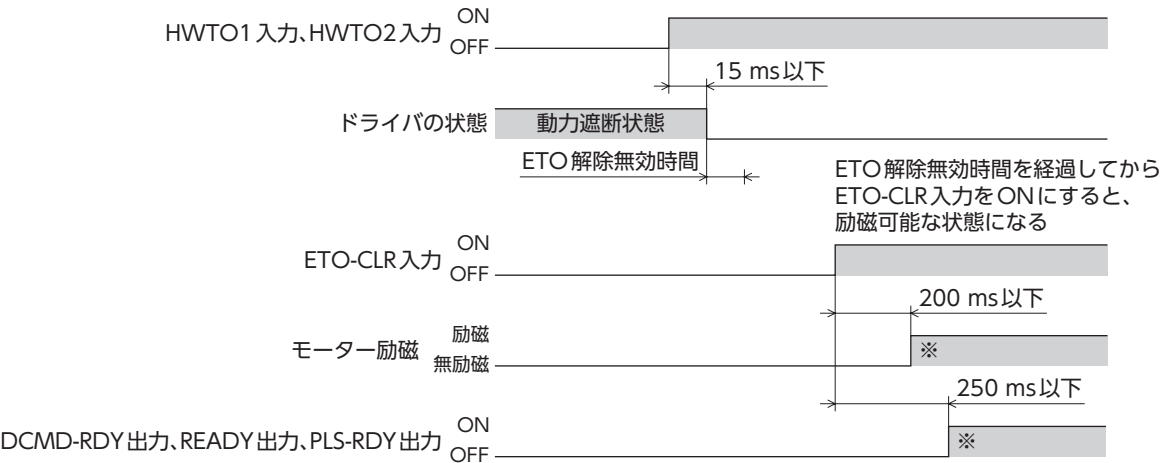 HWTO1入力、HWTO2入力
ON
OFF
15 ms以下
ドライバの状態
動力遮断状態
ETO解除無効時間
ETO解除無効時間を経過してから
ETO-CLR入力をONにすると、
励磁可能な状態になる
ETO-CLR入力
ON
OFF
200 ms以下
モーター励磁
励磁
無励磁
※
250 ms以下
DCMD-RDY出力、READY出力、PLS-RDY出力
ON
OFF
※